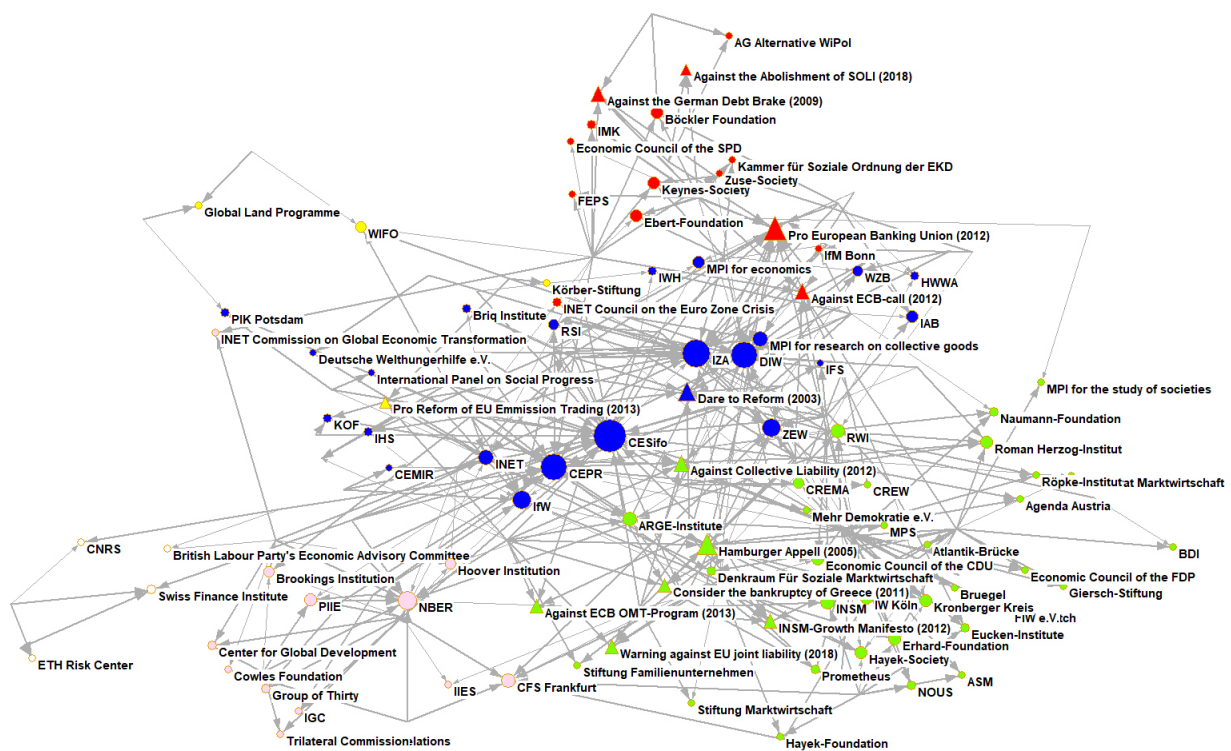 AG Alternative WiPol
Against the Abolishment of SOLI (2018)
Against the German Debt Brake (2009)
Böckler Foundation
IMK
Economic Council of the SPD
Kammer für Soziale Ordnung der EKD
Zuse-Society
Keynes-Society
FEPS
Global Land Programme
Ebert-Foundation
WIFO
Pro European Banking Union (2012)
IfM Bonn
MPI for economics
IWH
WZB
HWWA
Körber-Stiftung
Against ECB-call (2012)
INET Council on the Euro Zone Crisis
Briq Institute
PIK Potsdam
IAB
RSI
INET Commission on Global Economic Transformation
MPI for research on collective goods
Deutsche Welthungerhilfe e.V.
IZA
DIW
IFS
International Panel on Social Progress
MPI for the study of societies
Dare to Reform (2003)
Pro Reform of EU Emmission Trading (2013)
Naumann-Foundation
KOF
IHS
CESifo
ZEW
RWI
Roman Herzog-Institut
INET
CEMIR
CEPR
Against Collective Liability (2012)
Röpke-Institut
at Marktwirtschaft
CREMA
CREW
Agenda Austria
IfW
Mehr Demokratie e.V.
ARGE-Institute
MPS
CNRS
British Labour Party's Economic Advisory Committee
Hamburger Appell (2005)
Atlantik-Brücke
BDI
Hoover Institution
Economic Council of the CDU
Brookings Institution
Denkraum Für Soziale Marktwirtschaft
Economic Council of the FDP
Swiss Finance Institute
Consider the bankruptcy of Greece (2011)
Bruegel
Giersch-Stiftung
PIIE
NBER
Against ECB OMT-Program (2013)
INSM
IW Köln
Kronberger Kreis
FIW e.V.
tch
INSM-Growth Manifesto (2012)
Eucken-Institute
Erhard-Foundation
Center for Global Development
Warning against EU joint liability (2018)
Hayek-Society
ETH Risk Center
Stiftung Familienunternehmen
Prometheus
ASM
Cowles Foundation
IIES
CFS Frankfurt
NOUS
Group of Thirty
Stiftung Marktwirtschaft
IGC
Trilateral Commission
elations
Hayek-Foundation